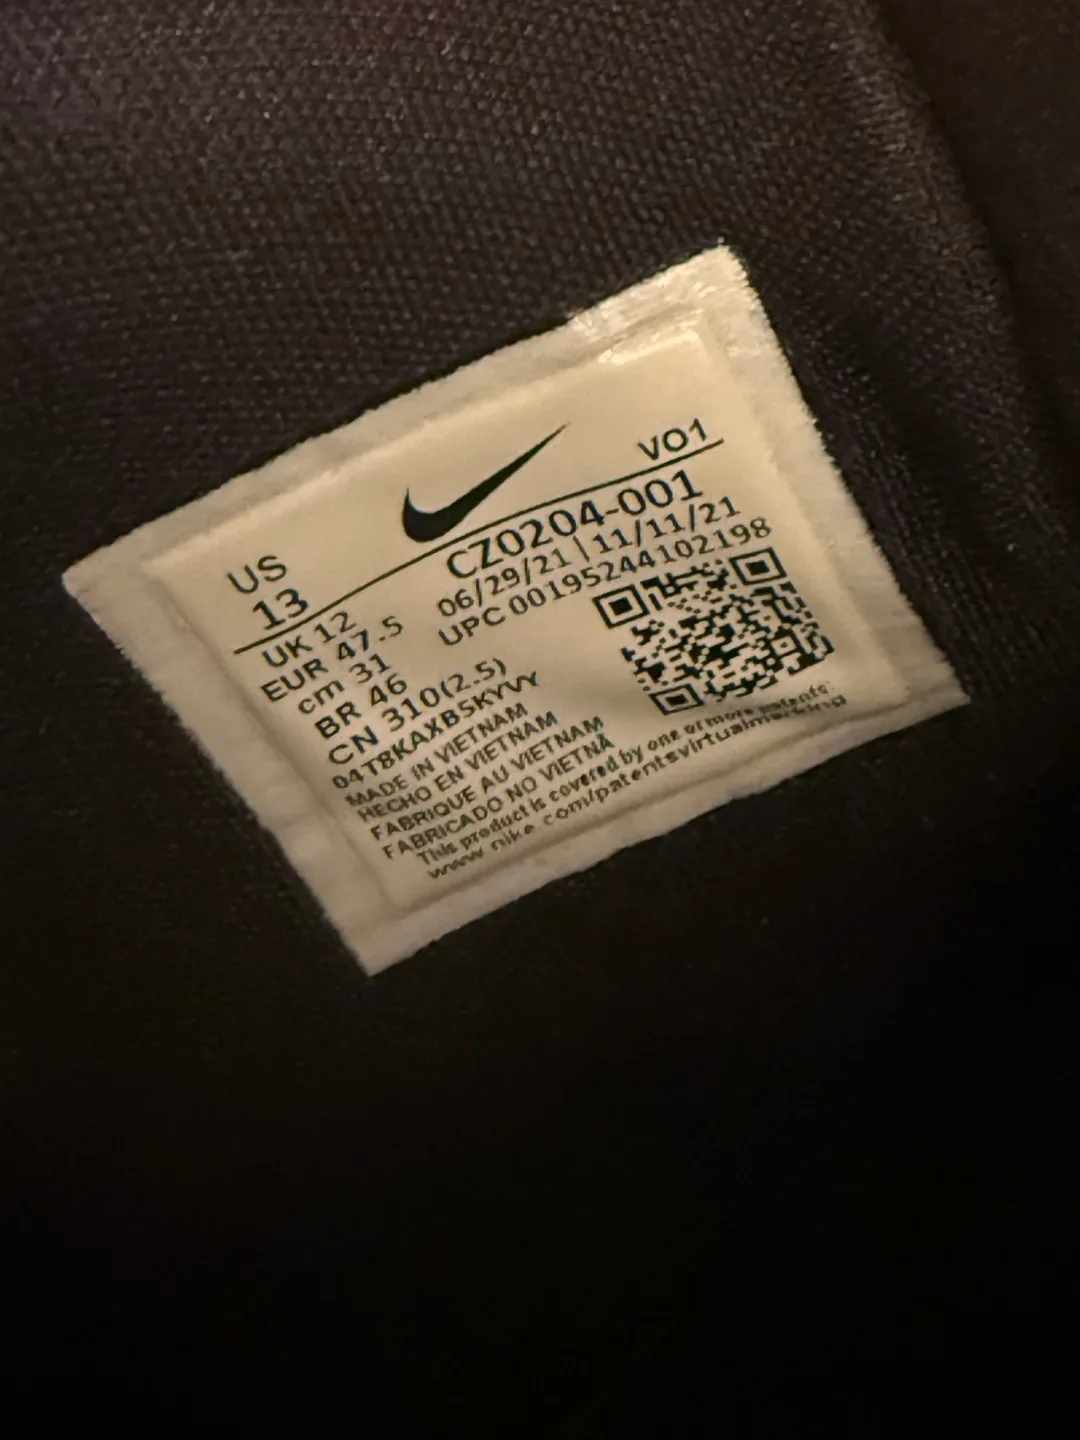 US
13
VO1
CZ0204-001
06/29/21 | 11/11/21
UPC 00195244102198
UK 12
EUR 47.5
cm 31
BR 46
CN 310(2.5)
04T8KAXB5KYVY
MADE IN VIETNAM
HECHO EN VIETNAM
FABRIQUE AU VIETNAM
FABRICADO NO VIETNÃ
This product is covered by one or more patents:
www.nike.com/patentsvirtualmarking